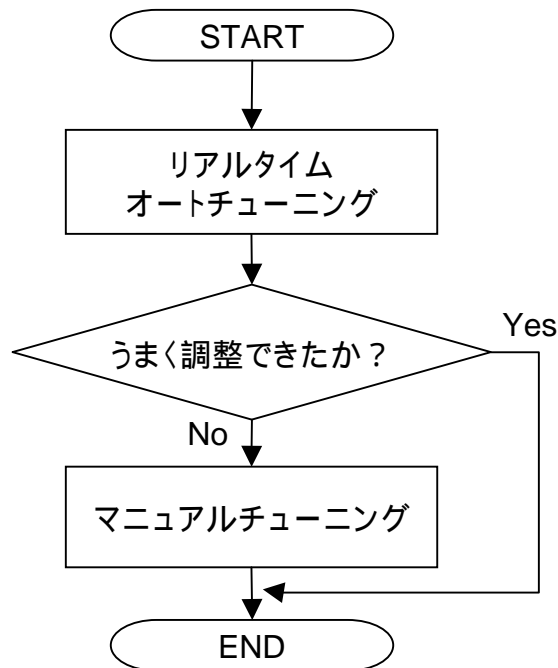 START
リアルタイム
オートチューニング
うまく調整できたか？
Yes
No
マニュアルチューニング
END